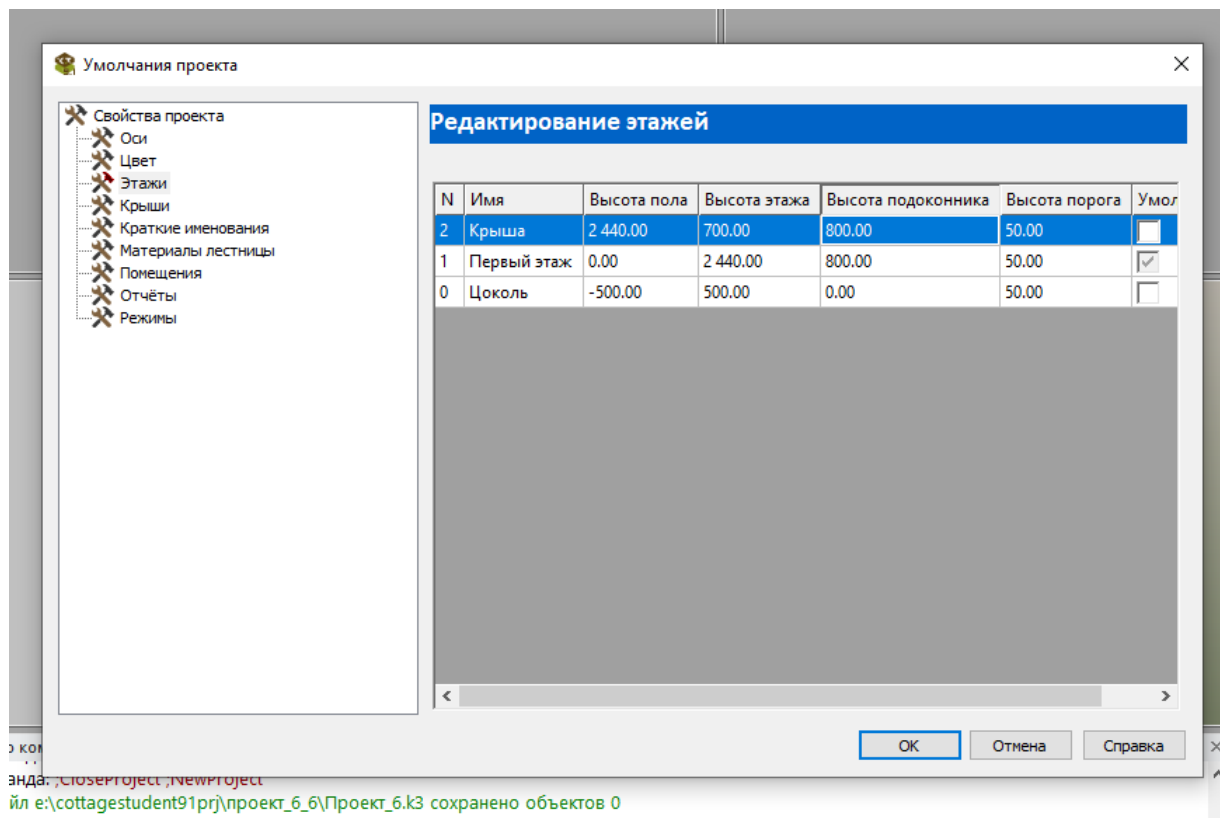 Умолчания проекта
Свойства проекта
Оси
Цвет
Этажи
Крыши
Краткие именования
Материалы лестницы
Помещения
Отчёты
Режимы
Редактирование этажей
N Имя Высота пола Высота этажа Высота подоконника Высота порога Умол
2 Крыша 2 440.00 700.00 800.00 50.00
1 Первый этаж 0.00 2 440.00 800.00 50.00
0 Цоколь -500.00 500.00 0.00 50.00
OK Отмена Справка
о ком
анда: ;CloseProject ;NewProject
йл e:\cottagestudent91prj\проект_6_6\Проект_6.k3 сохранено объектов 0